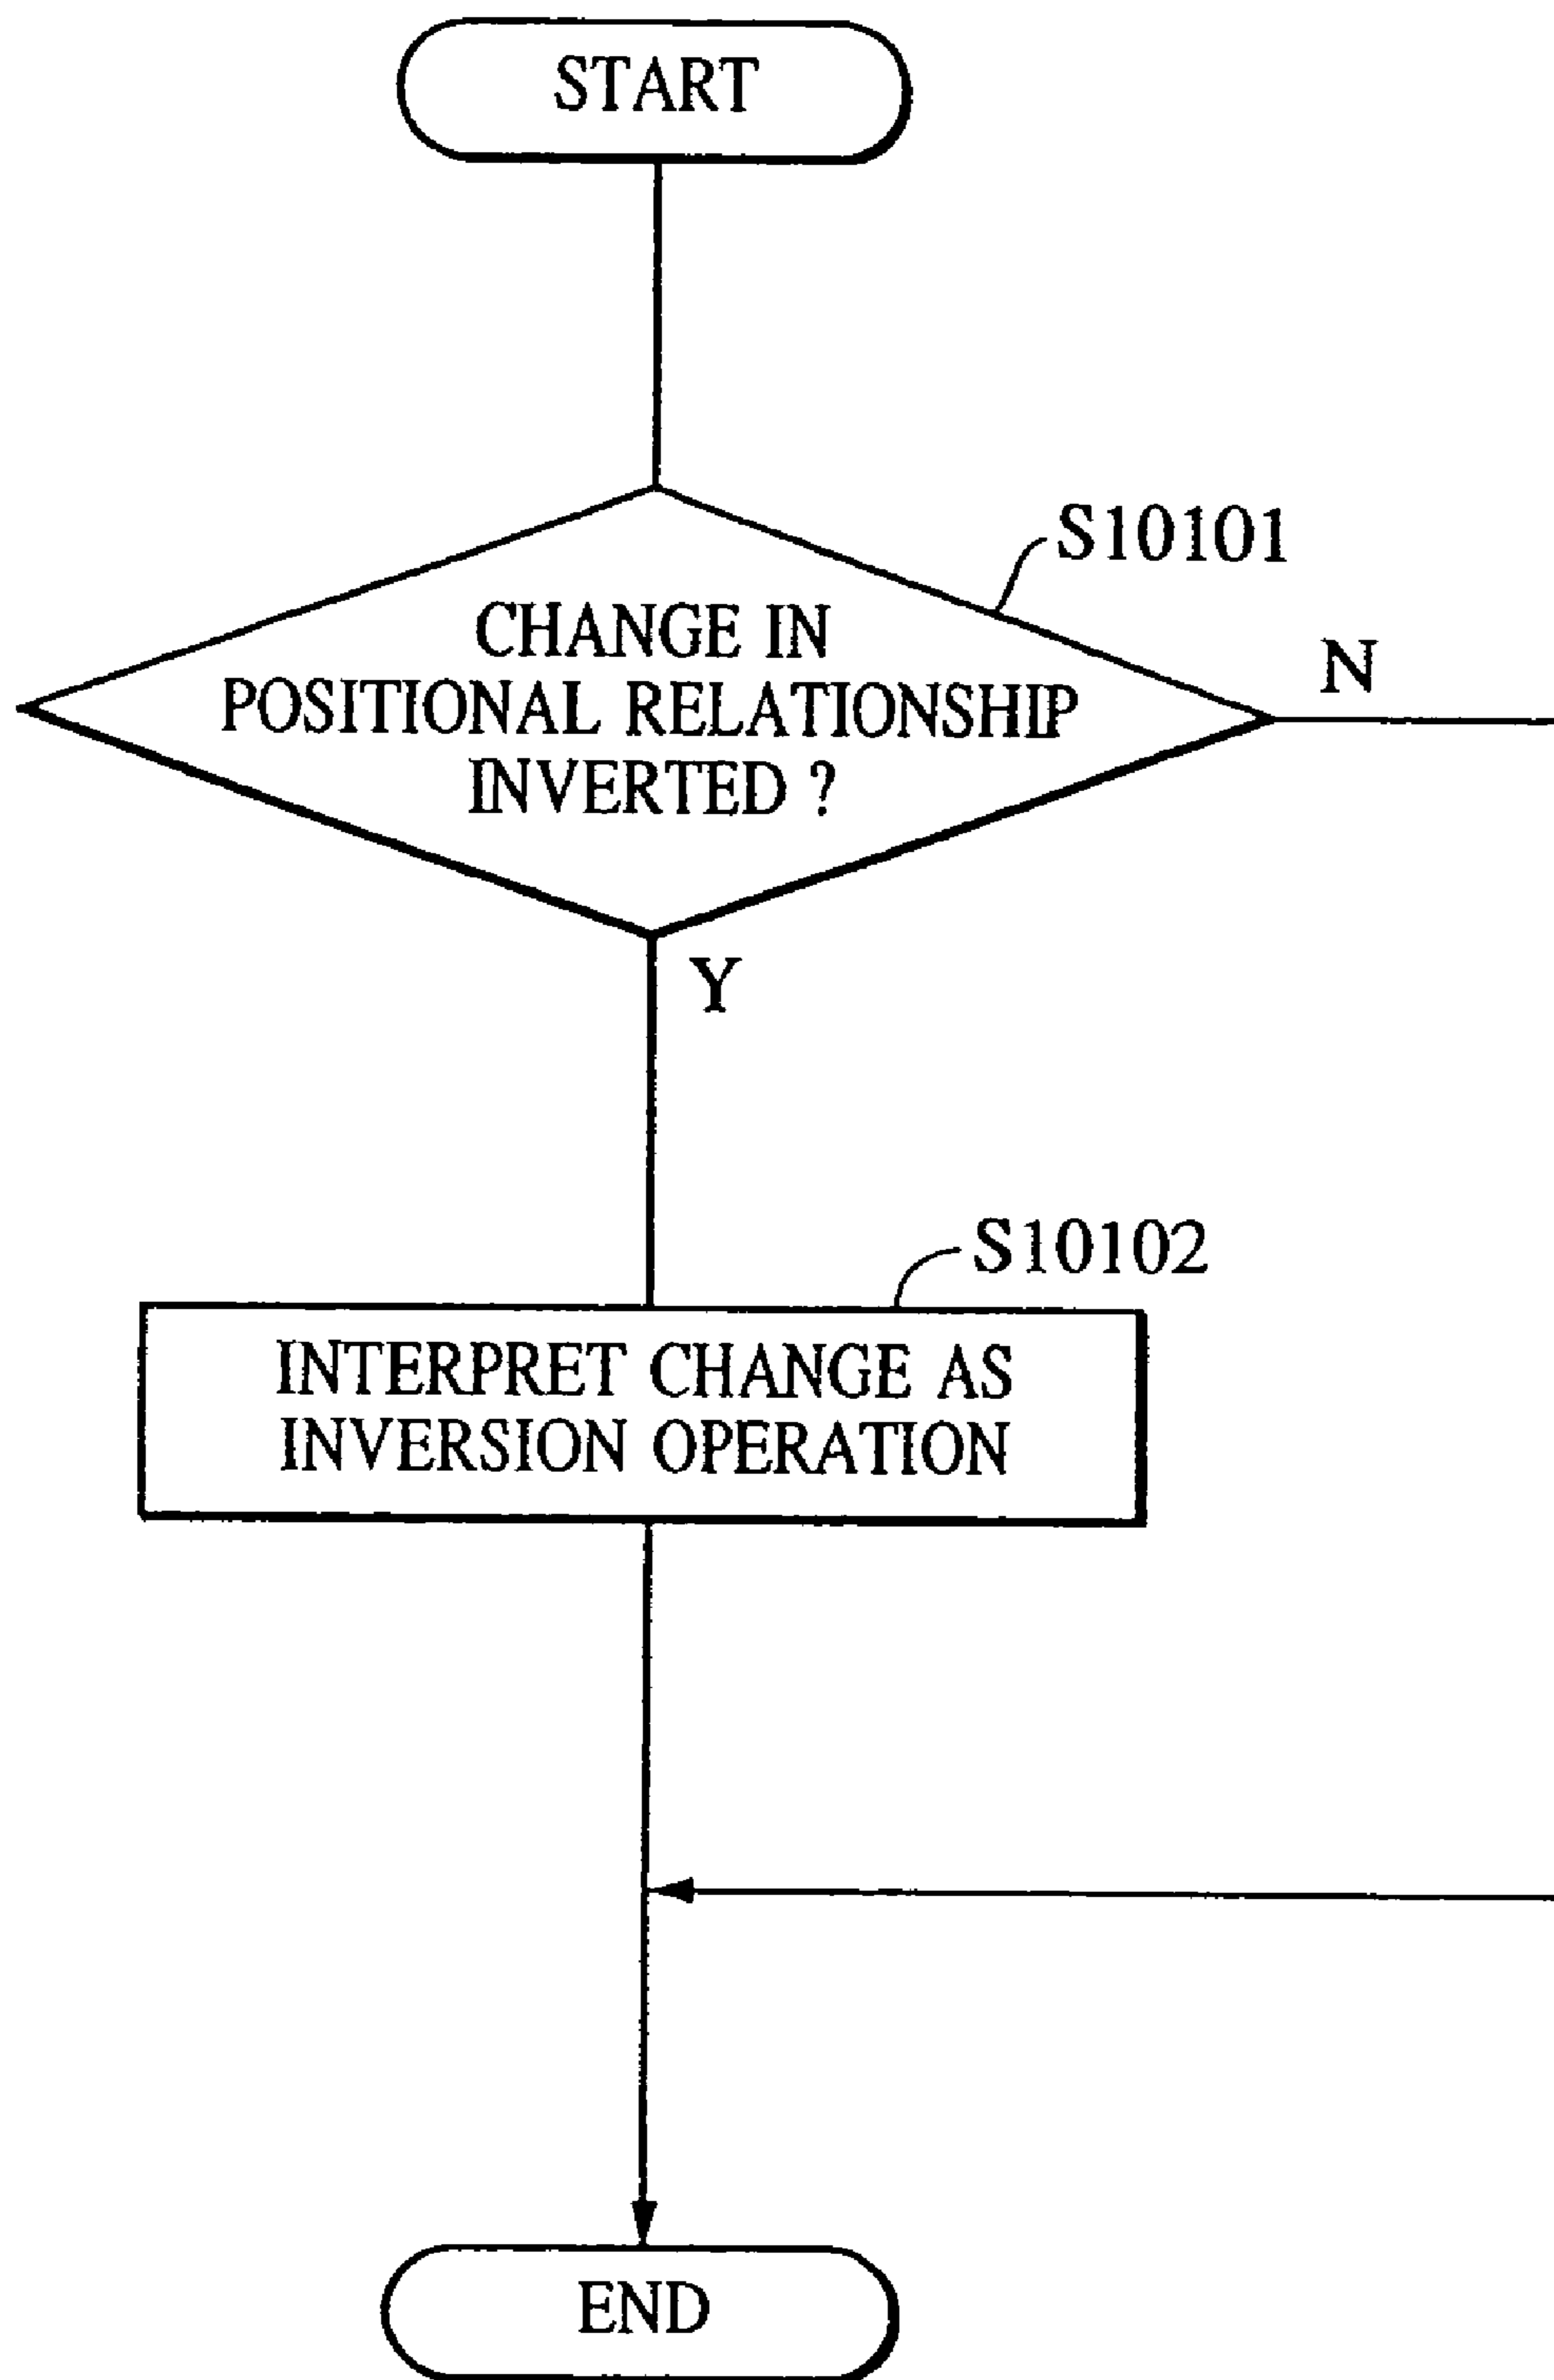 START
S10101
CHANGE IN
POSITIONAL RELATIONSHIP
INVERTED ?
N
Y
S10102
INTERPRET CHANGE AS
INVERSION OPERATION
END